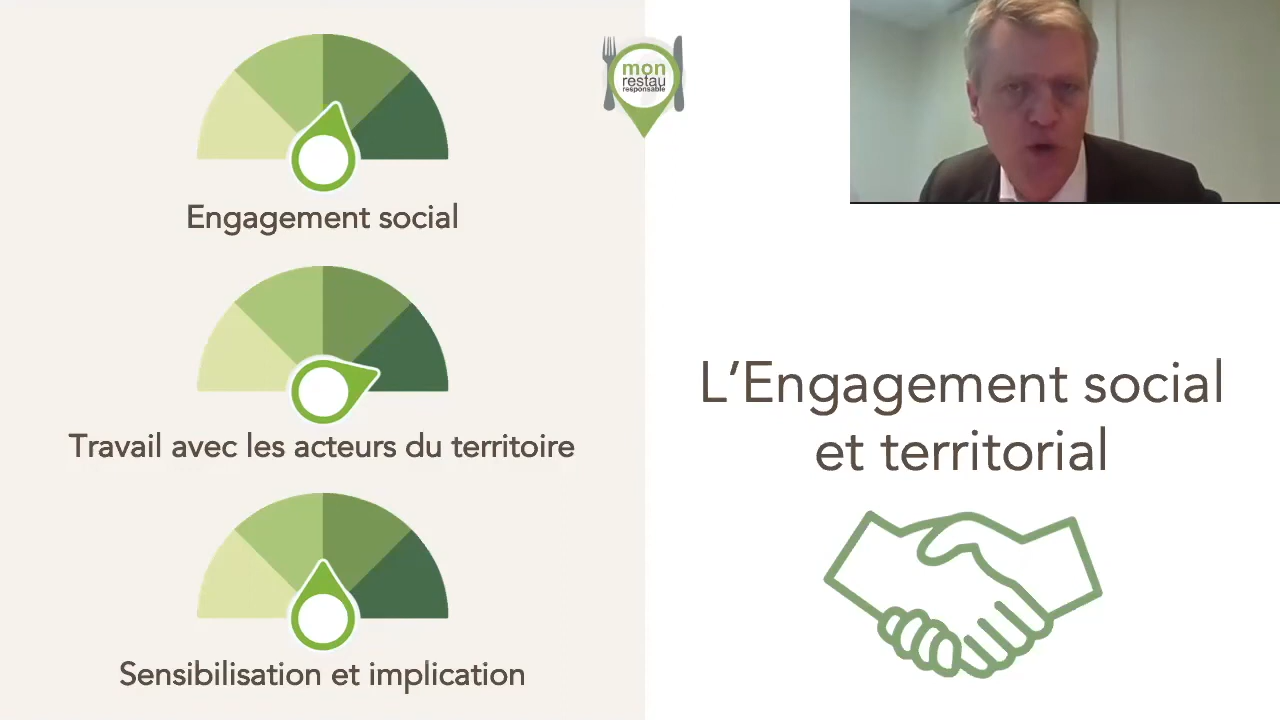 mon
restau
responsable
Engagement social
Travail avec les acteurs du territoire
Sensibilisation et implication
L’Engagement social
et territorial